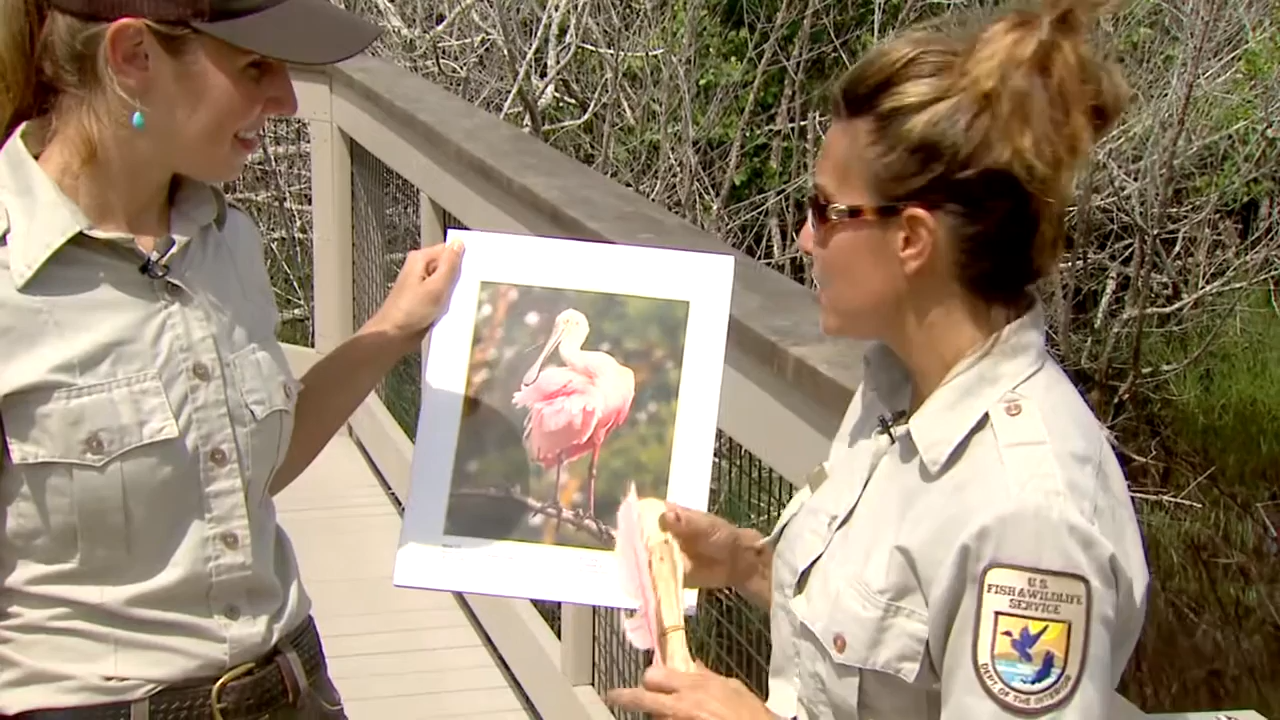 U.S.
FISH & WILDLIFE
SERVICE
DEPT. OF THE INTERIOR